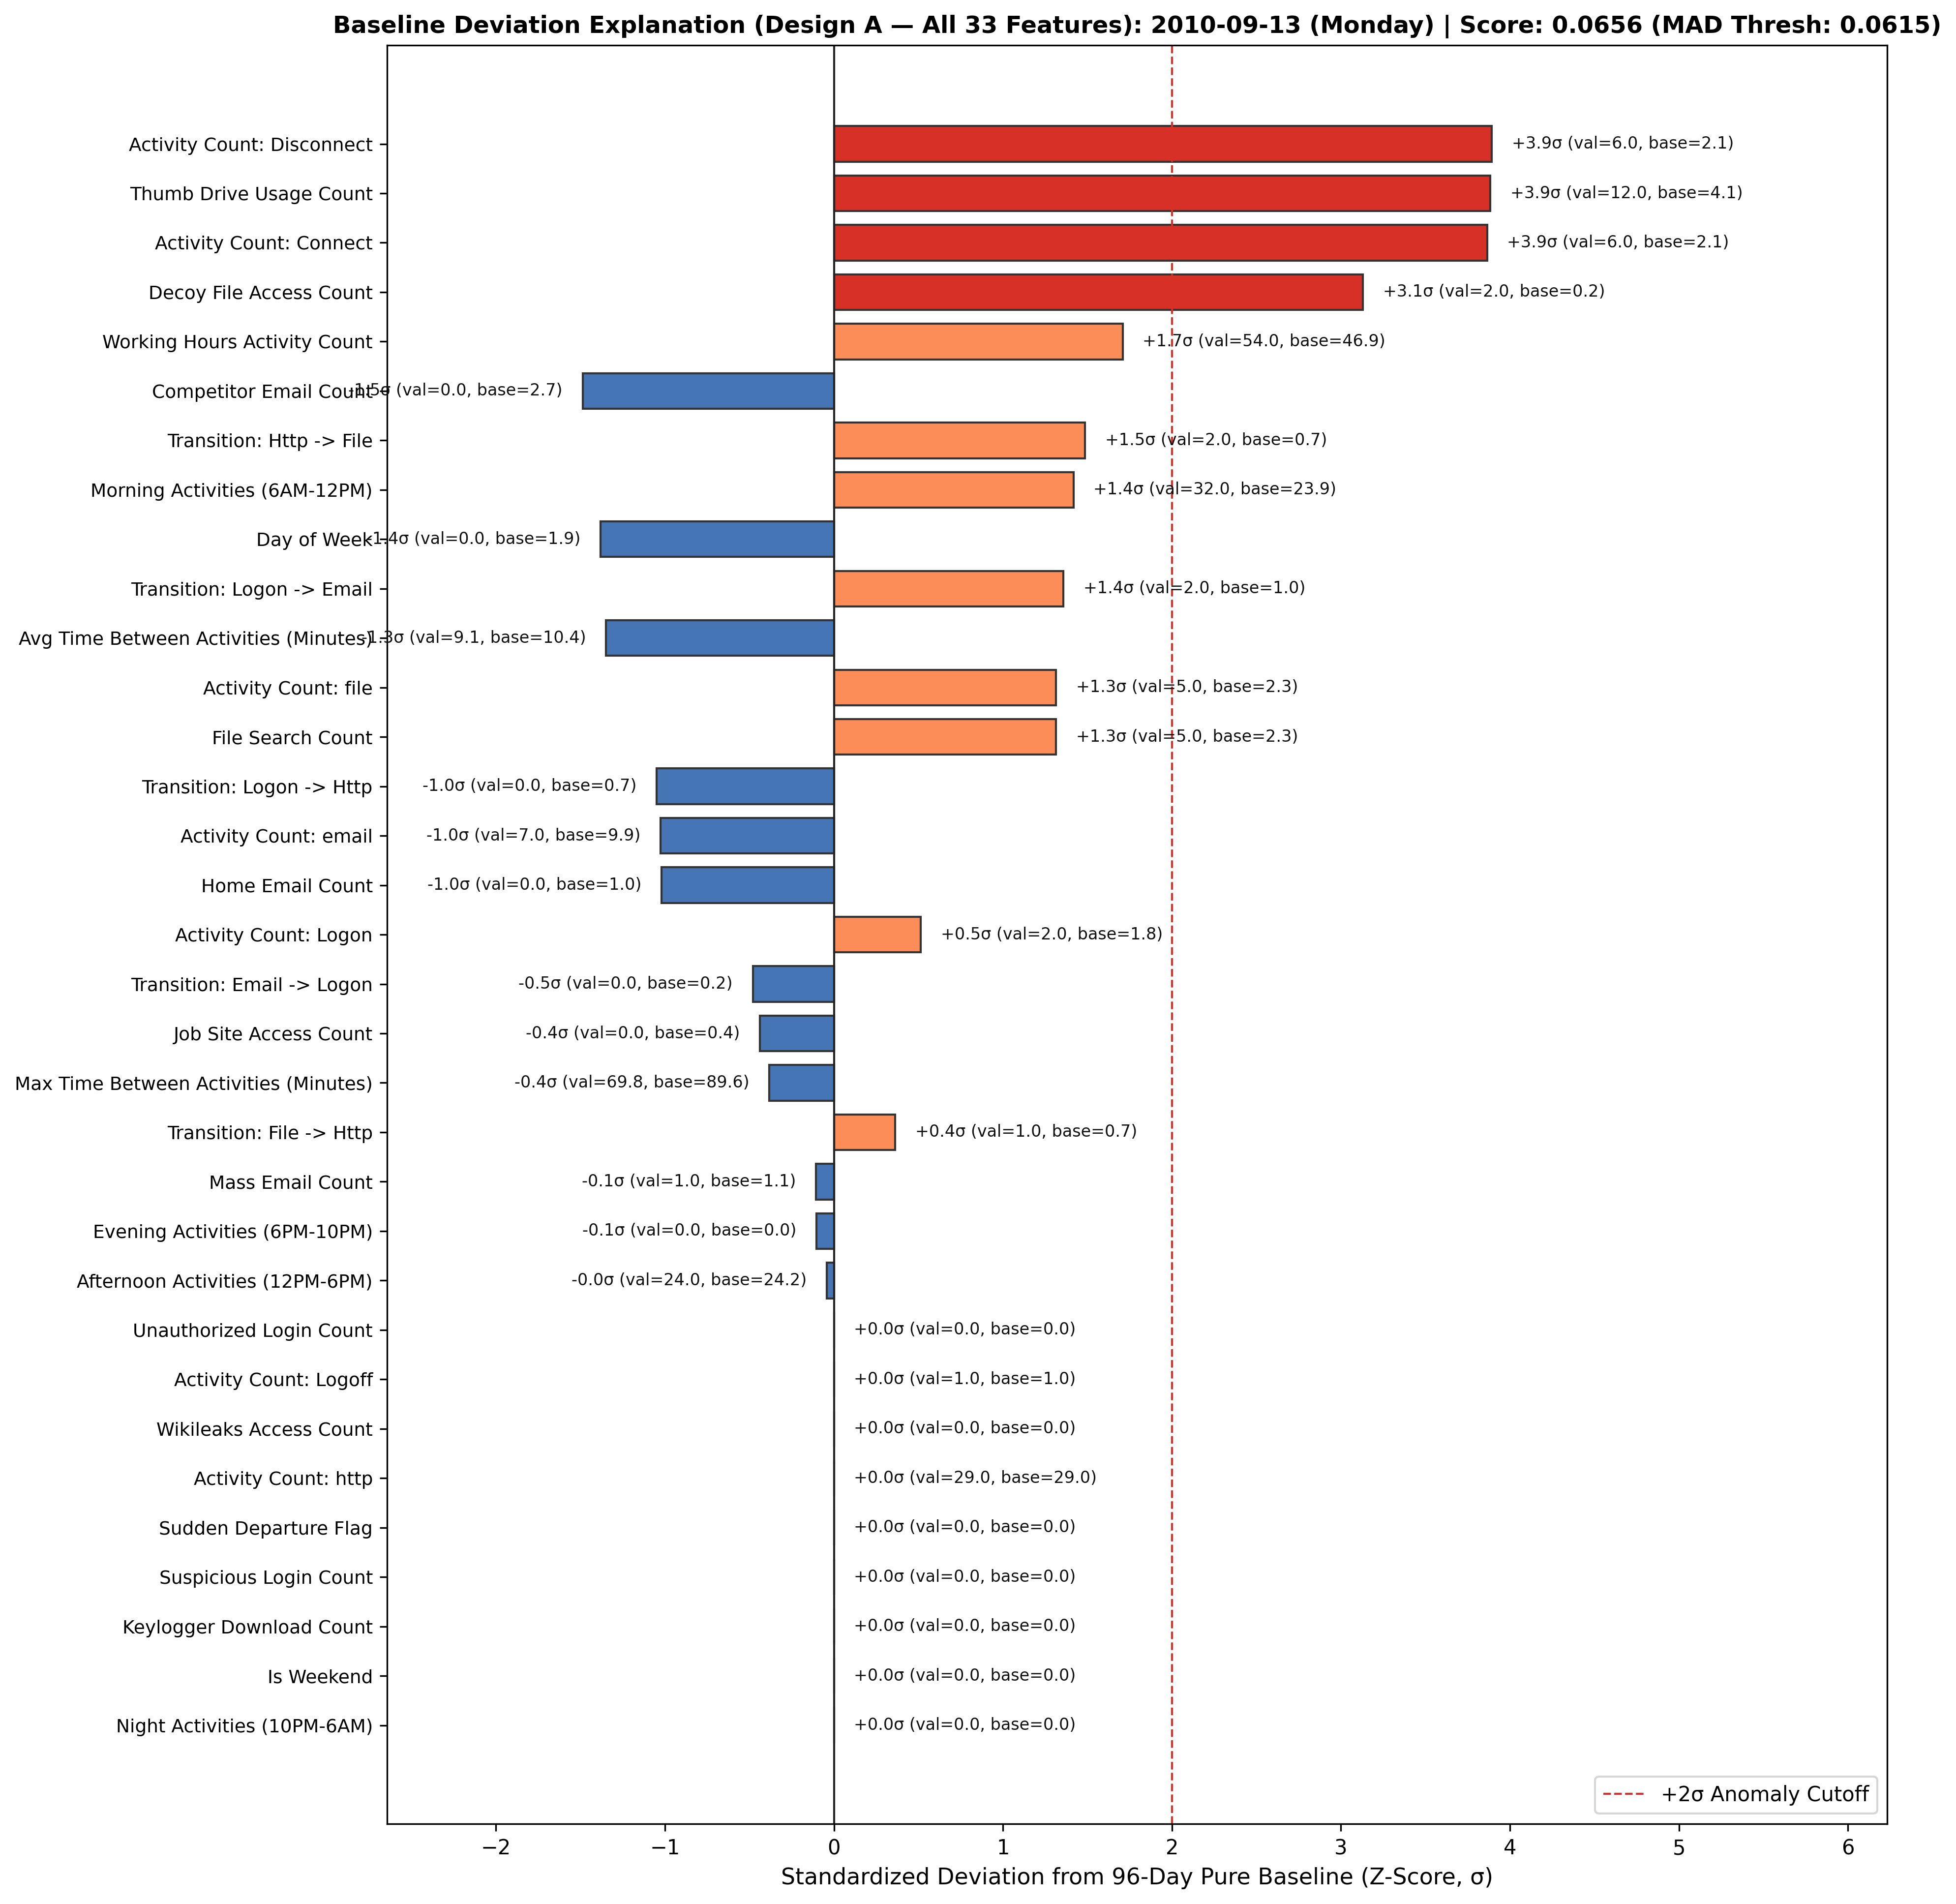 Baseline Deviation Explanation (Design A — All 33 Features): 2010-09-13 (Monday) | Score: 0.0656 (MAD Thresh: 0.0615)
Activity Count: Disconnect +3.9σ (val=6.0, base=2.1)
Thumb Drive Usage Count +3.9σ (val=12.0, base=4.1)
Activity Count: Connect +3.9σ (val=6.0, base=2.1)
Decoy File Access Count +3.1σ (val=2.0, base=0.2)
Working Hours Activity Count +1.7σ (val=54.0, base=46.9)
Competitor Email Count -1.5σ (val=0.0, base=2.7)
Transition: Http -> File +1.5σ (val=2.0, base=0.7)
Morning Activities (6AM-12PM) +1.4σ (val=32.0, base=23.9)
Day of Week -1.4σ (val=0.0, base=1.9)
Transition: Logon -> Email +1.4σ (val=2.0, base=1.0)
Avg Time Between Activities (Minutes) -1.3σ (val=9.1, base=10.4)
Activity Count: file +1.3σ (val=5.0, base=2.3)
File Search Count +1.3σ (val=5.0, base=2.3)
Transition: Logon -> Http -1.0σ (val=0.0, base=0.7)
Activity Count: email -1.0σ (val=7.0, base=9.9)
Home Email Count -1.0σ (val=0.0, base=1.0)
Activity Count: Logon +0.5σ (val=2.0, base=1.8)
Transition: Email -> Logon -0.5σ (val=0.0, base=0.2)
Job Site Access Count -0.4σ (val=0.0, base=0.4)
Max Time Between Activities (Minutes) -0.4σ (val=69.8, base=89.6)
Transition: File -> Http +0.4σ (val=1.0, base=0.7)
Mass Email Count -0.1σ (val=1.0, base=1.1)
Evening Activities (6PM-10PM) -0.1σ (val=0.0, base=0.0)
Afternoon Activities (12PM-6PM) -0.0σ (val=24.0, base=24.2)
Unauthorized Login Count +0.0σ (val=0.0, base=0.0)
Activity Count: Logoff +0.0σ (val=1.0, base=1.0)
Wikileaks Access Count +0.0σ (val=0.0, base=0.0)
Activity Count: http +0.0σ (val=29.0, base=29.0)
Sudden Departure Flag +0.0σ (val=0.0, base=0.0)
Suspicious Login Count +0.0σ (val=0.0, base=0.0)
Keylogger Download Count +0.0σ (val=0.0, base=0.0)
Is Weekend +0.0σ (val=0.0, base=0.0)
Night Activities (10PM-6AM) +0.0σ (val=0.0, base=0.0)
+2σ Anomaly Cutoff
−2 −1 0 1 2 3 4 5 6
Standardized Deviation from 96-Day Pure Baseline (Z-Score, σ)